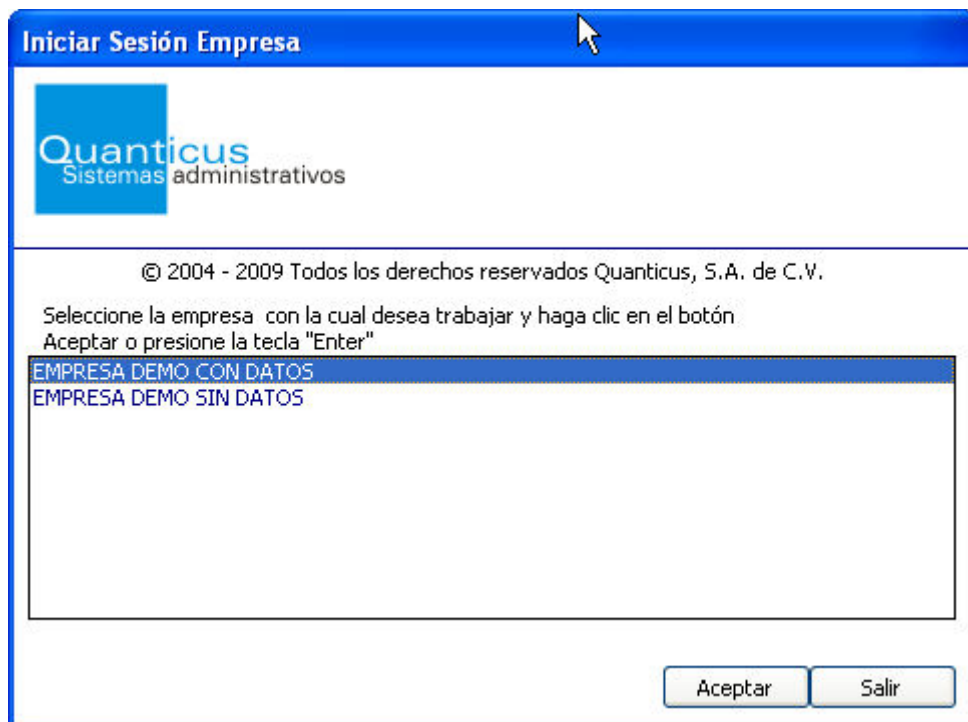 Iniciar Sesión Empresa
Quanticus
Sistemas administrativos
© 2004 - 2009 Todos los derechos reservados Quanticus, S.A. de C.V.
Seleccione la empresa  con la cual desea trabajar y haga clic en el botón
Aceptar o presione la tecla "Enter"
EMPRESA DEMO CON DATOS
EMPRESA DEMO SIN DATOS
Aceptar Salir